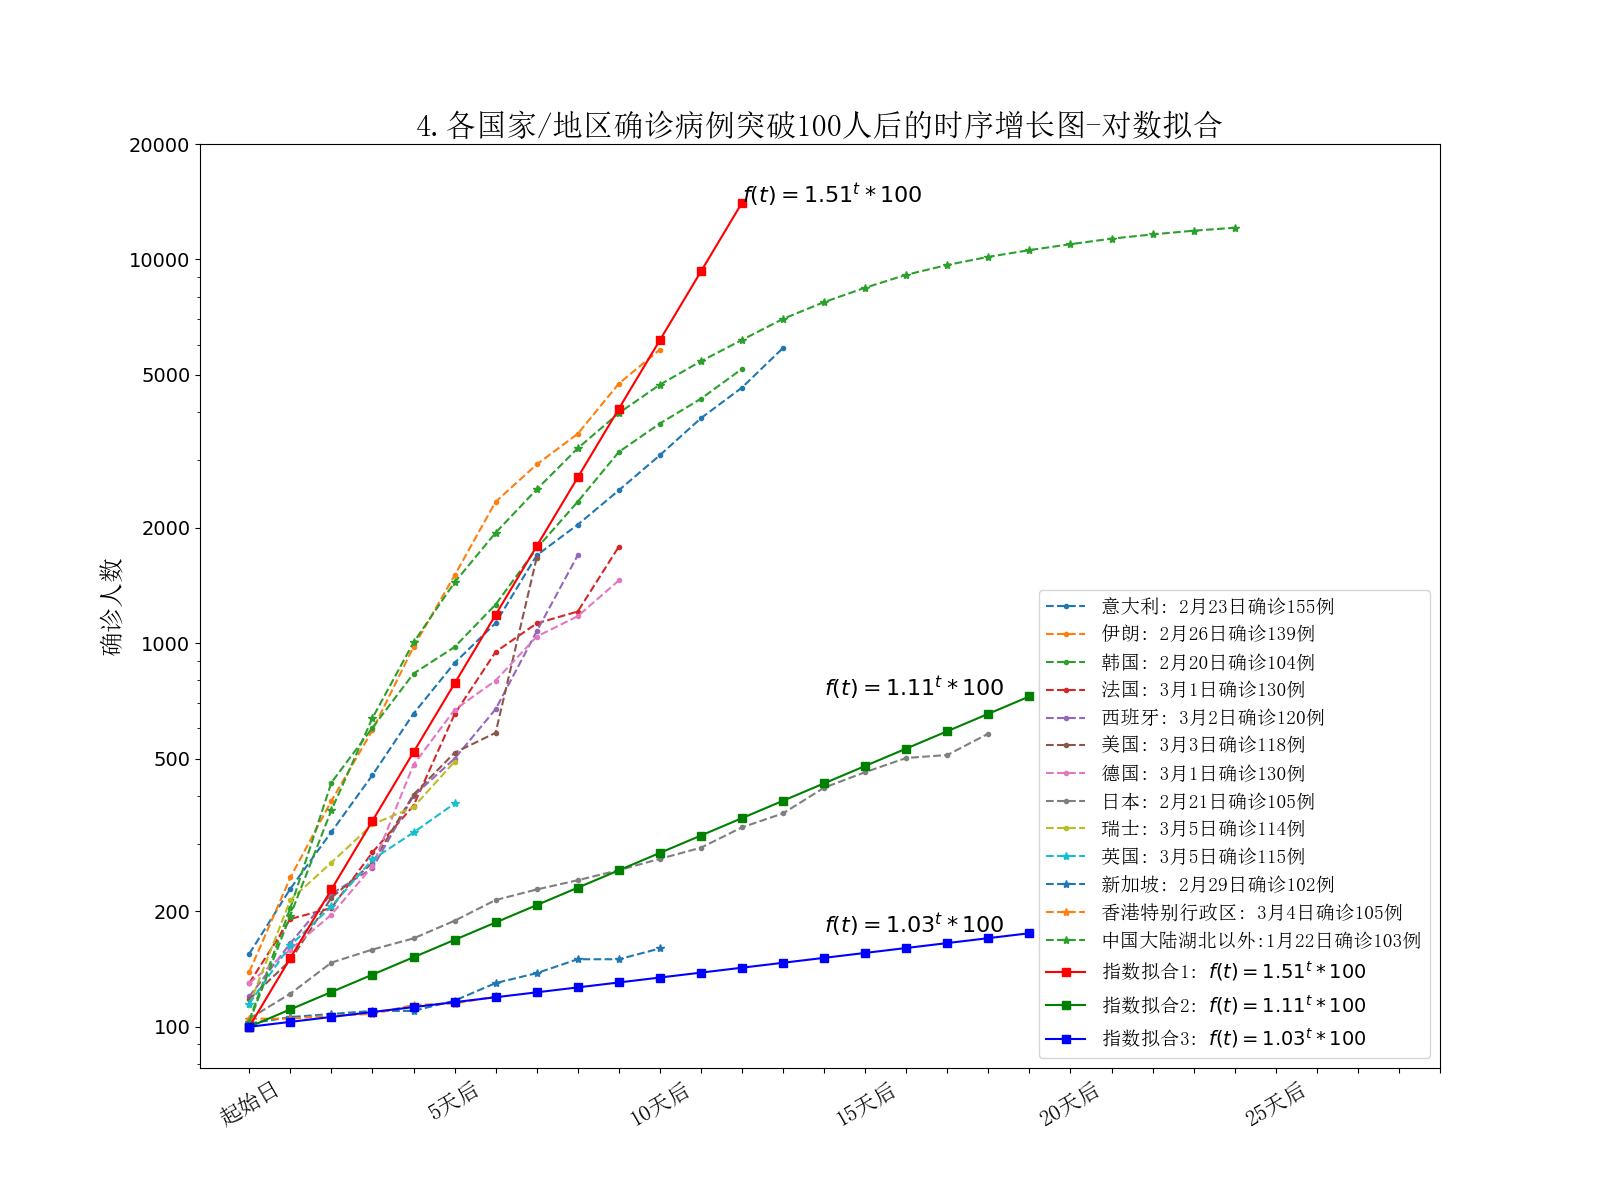 4.各国家/地区确诊病例突破100人后的时序增长图-对数拟合
确诊人数
20000
10000
5000
2000
1000
500
200
100
f(t)=1.51^t*100
f(t)=1.11^t*100
f(t)=1.03^t*100
意大利: 2月23日确诊155例
伊朗: 2月26日确诊139例
韩国: 2月20日确诊104例
法国: 3月1日确诊130例
西班牙: 3月2日确诊120例
美国: 3月3日确诊118例
德国: 3月1日确诊130例
日本: 2月21日确诊105例
瑞士: 3月5日确诊114例
英国: 3月5日确诊115例
新加坡: 2月29日确诊102例
香港特别行政区: 3月4日确诊105例
中国大陆湖北以外:1月22日确诊103例
指数拟合1: f(t)=1.51^t*100
指数拟合2: f(t)=1.11^t*100
指数拟合3: f(t)=1.03^t*100
起始日
5天后
10天后
15天后
20天后
25天后